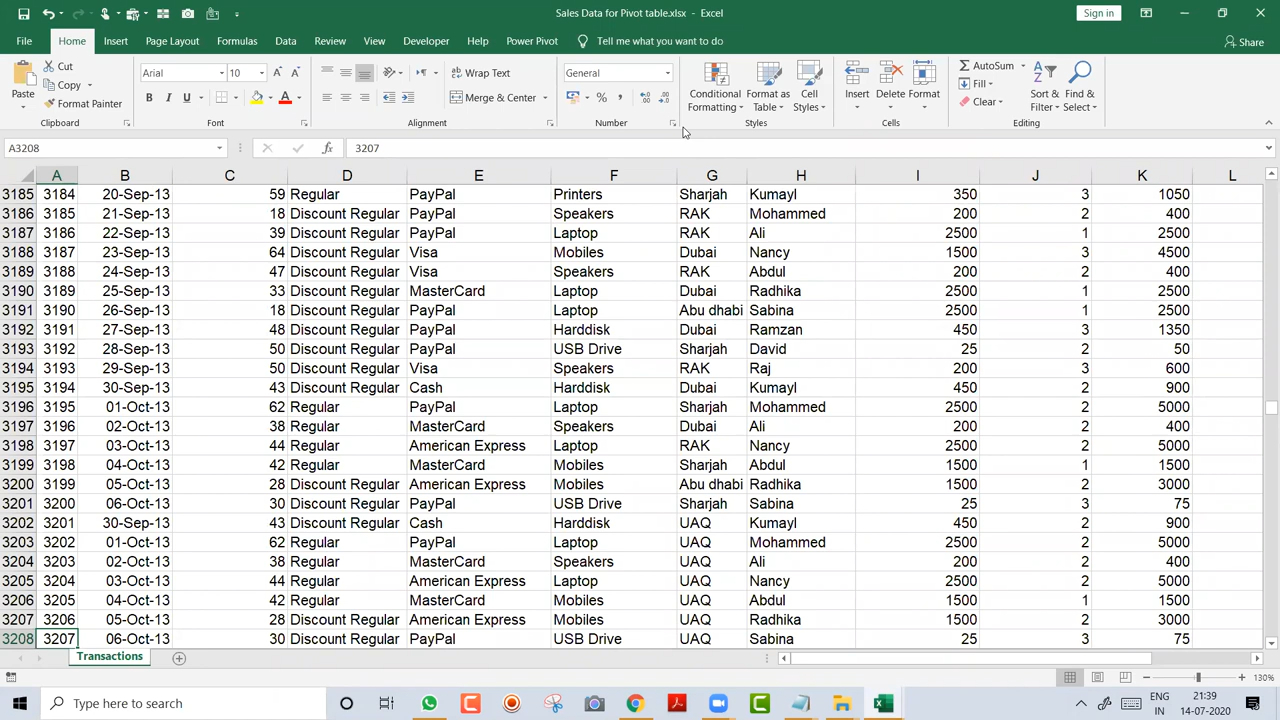 Sales Data for Pivot table.xlsx - Excel
Sign in
File Home Insert Page Layout Formulas Data Review View Developer Help Power Pivot Tell me what you want to do Share
Paste
Cut
Copy
Format Painter
Clipboard
Arial 10
B I U
Font
Wrap Text
Merge & Center
Alignment
General
Number
Conditional Formatting
Format as Table
Cell Styles
Styles
Insert Delete Format
Cells
AutoSum
Fill
Clear
Sort & Filter
Find & Select
Editing
A3208 fx 3207
A B C D E F G H I J K L
3185 3184 20-Sep-13 59 Regular PayPal Printers Sharjah Kumayl 350 3 1050
3186 3185 21-Sep-13 18 Discount Regular PayPal Speakers RAK Mohammed 200 2 400
3187 3186 22-Sep-13 39 Discount Regular PayPal Laptop RAK Ali 2500 1 2500
3188 3187 23-Sep-13 64 Discount Regular Visa Mobiles Dubai Nancy 1500 3 4500
3189 3188 24-Sep-13 47 Discount Regular Visa Speakers RAK Abdul 200 2 400
3190 3189 25-Sep-13 33 Discount Regular MasterCard Laptop Dubai Radhika 2500 1 2500
3191 3190 26-Sep-13 18 Discount Regular PayPal Laptop Abu dhabi Sabina 2500 1 2500
3192 3191 27-Sep-13 48 Discount Regular PayPal Harddisk Dubai Ramzan 450 3 1350
3193 3192 28-Sep-13 50 Discount Regular PayPal USB Drive Sharjah David 25 2 50
3194 3193 29-Sep-13 50 Discount Regular Visa Speakers RAK Raj 200 3 600
3195 3194 30-Sep-13 43 Discount Regular Cash Harddisk Dubai Kumayl 450 2 900
3196 3195 01-Oct-13 62 Regular PayPal Laptop Sharjah Mohammed 2500 2 5000
3197 3196 02-Oct-13 38 Regular MasterCard Speakers Dubai Ali 200 2 400
3198 3197 03-Oct-13 44 Regular American Express Laptop RAK Nancy 2500 2 5000
3199 3198 04-Oct-13 42 Regular MasterCard Mobiles Sharjah Abdul 1500 1 1500
3200 3199 05-Oct-13 28 Discount Regular American Express Mobiles Abu dhabi Radhika 1500 2 3000
3201 3200 06-Oct-13 30 Discount Regular PayPal USB Drive Sharjah Sabina 25 3 75
3202 3201 30-Sep-13 43 Discount Regular Cash Harddisk UAQ Kumayl 450 2 900
3203 3202 01-Oct-13 62 Regular PayPal Laptop UAQ Mohammed 2500 2 5000
3204 3203 02-Oct-13 38 Regular MasterCard Speakers UAQ Ali 200 2 400
3205 3204 03-Oct-13 44 Regular American Express Laptop UAQ Nancy 2500 2 5000
3206 3205 04-Oct-13 42 Regular MasterCard Mobiles UAQ Abdul 1500 1 1500
3207 3206 05-Oct-13 28 Discount Regular American Express Mobiles UAQ Radhika 1500 2 3000
3208 3207 06-Oct-13 30 Discount Regular PayPal USB Drive UAQ Sabina 25 3 75
Transactions
130%
Type here to search
ENG
IN
21:39
14-07-2020